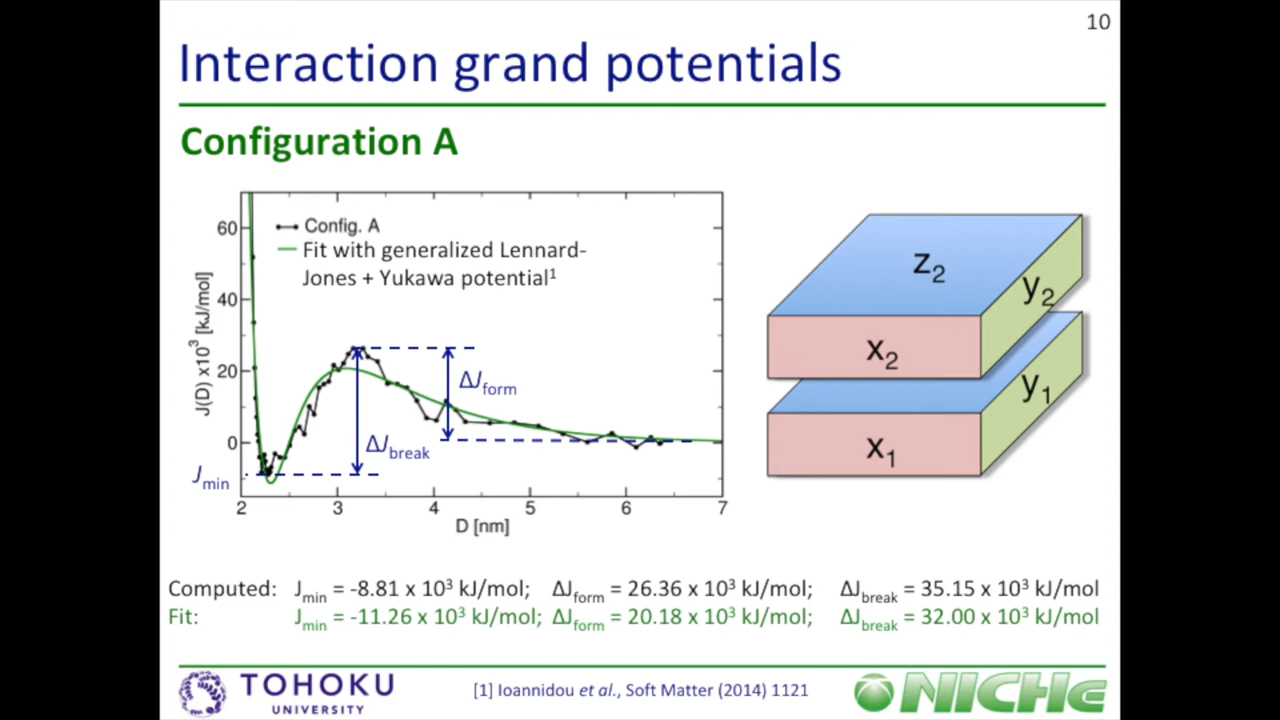 10
Interaction grand potentials
Configuration A
Config. A
Fit with generalized Lennard-
Jones + Yukawa potential¹
J(D) x10³ [kJ/mol]
60
40
20
0
ΔJform
ΔJbreak
Jmin
2 3 4 5 6 7
D [nm]
z₂
y₂
x₂
y₁
x₁
Computed: Jmin = -8.81 x 10³ kJ/mol; ΔJform = 26.36 x 10³ kJ/mol; ΔJbreak = 35.15 x 10³ kJ/mol
Fit: Jmin = -11.26 x 10³ kJ/mol; ΔJform = 20.18 x 10³ kJ/mol; ΔJbreak = 32.00 x 10³ kJ/mol
TOHOKU
UNIVERSITY
[1] Ioannidou et al., Soft Matter (2014) 1121
NICHe